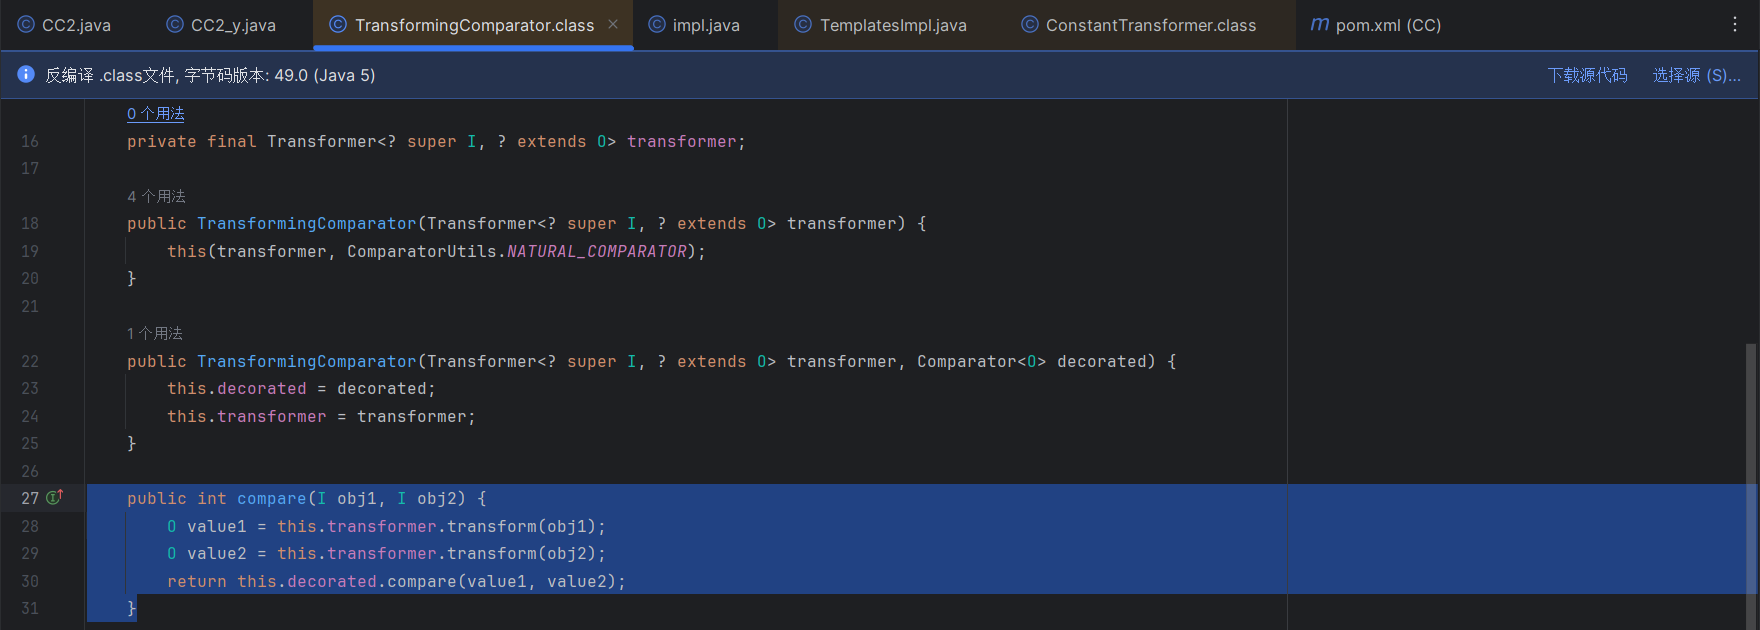 CC2.java CC2_y.java TransformingComparator.class impl.java TemplatesImpl.java ConstantTransformer.class pom.xml (CC)
反编译 .class文件, 字节码版本: 49.0 (Java 5) 下载源代码 选择源 (S)...
0 个用法
16 private final Transformer<? super I, ? extends O> transformer;
17
4 个用法
18 public TransformingComparator(Transformer<? super I, ? extends O> transformer) {
19 this(transformer, ComparatorUtils.NATURAL_COMPARATOR);
20 }
21
1 个用法
22 public TransformingComparator(Transformer<? super I, ? extends O> transformer, Comparator<O> decorated) {
23 this.decorated = decorated;
24 this.transformer = transformer;
25 }
26
27 public int compare(I obj1, I obj2) {
28 O value1 = this.transformer.transform(obj1);
29 O value2 = this.transformer.transform(obj2);
30 return this.decorated.compare(value1, value2);
31 }